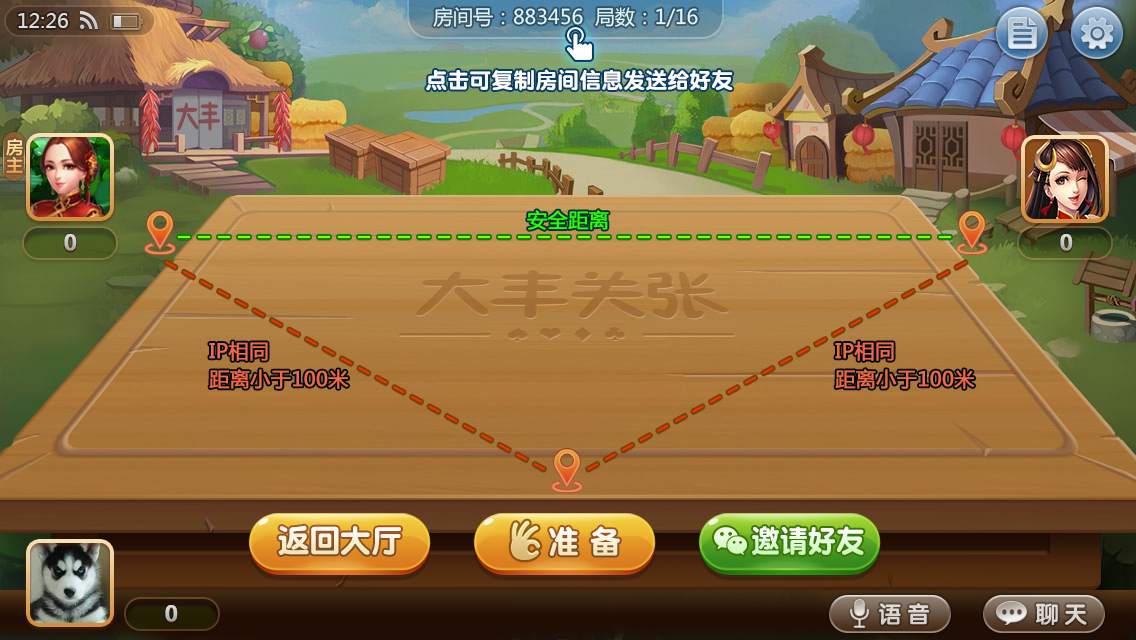 12:26
房间号：883456 局数：1/16
点击可复制房间信息发送给好友
大丰
房主
0
0
安全距离
大丰关张
IP相同
距离小于100米
IP相同
距离小于100米
返回大厅
准备
邀请好友
0
语音
聊天